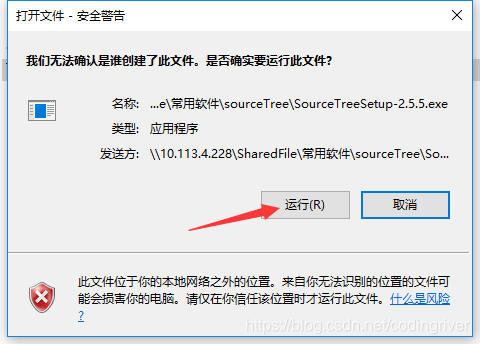 打开文件 - 安全警告
我们无法确认是谁创建了此文件。是否确实要运行此文件?
名称: ...e\常用软件\sourceTree\SourceTreeSetup-2.5.5.exe
类型: 应用程序
发送方: \\10.113.4.228\SharedFile\常用软件\sourceTree\So...
运行(R) 取消
此文件位于你的本地网络之外的位置。来自你无法识别的位置的文件可
能会损害你的电脑。请仅在你信任该位置时才运行此文件。什么是风险
?
https://blog.csdn.net/codingriver